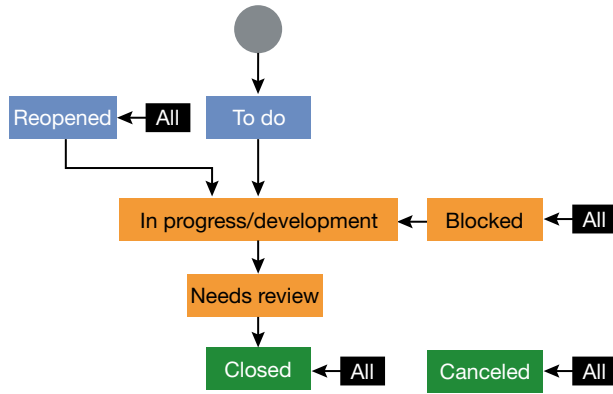 Reopened
All
To do
In progress/development
Blocked
All
Needs review
Closed
All
Canceled
All